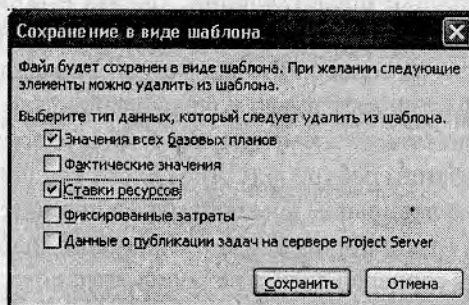 Сохранение в виде шаблона
Файл будет сохранен в виде шаблона. При желании следующие
элементы можно удалить из шаблона.
Выберите тип данных, который следует удалить из шаблона.
Значения всех базовых планов
Фактические значения
Ставки ресурсов
Фиксированные затраты
Данные о публикации задач на сервере Project Server
Сохранить Отмена